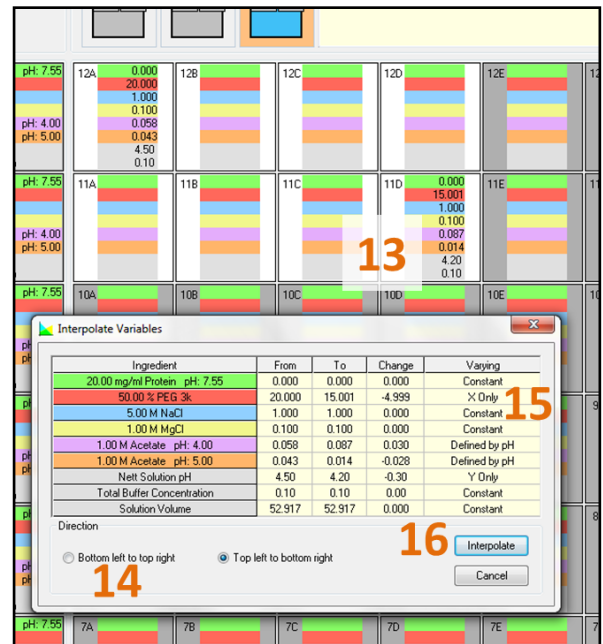 pH: 7.55
pH: 4.00
pH: 5.00
12A 0.000 12B 12C 12D 12E 12
20.000
1.000
0.100
0.058
0.043
4.50
0.10
pH: 7.55
pH: 4.00
pH: 5.00
11A 11B 11C 11D 0.000 11E 11
15.001
1.000
0.100
0.087
0.014
4.20
0.10
13
pH: 7.55 10A 10B 10C 10D 10E 10
Interpolate Variables
Ingredient From To Change Varying
20.00 mg/ml Protein pH: 7.55 0.000 0.000 0.000 Constant
50.00 % PEG 3k 20.000 15.001 -4.999 X Only
5.00 M NaCl 1.000 1.000 0.000 Constant
15
1.00 M MgCl 0.100 0.100 0.000 Constant
1.00 M Acetate pH: 4.00 0.058 0.087 0.030 Defined by pH
1.00 M Acetate pH: 5.00 0.043 0.014 -0.028 Defined by pH
Nett Solution pH 4.50 4.20 -0.30 Y Only
Total Buffer Concentration 0.10 0.10 0.00 Constant
Solution Volume 52.917 52.917 0.000 Constant
Direction
Bottom left to top right Top left to bottom right
14
16
Interpolate
Cancel
9
8
pH: 7.55 7A 7B 7C 7D 7E 7